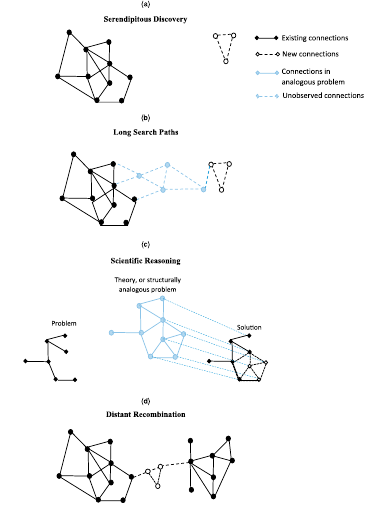 (a)
Serendipitous Discovery
Existing connections
New connections
Connections in
analogous problem
Unobserved connections
(b)
Long Search Paths
(c)
Scientific Reasoning
Theory, or structurally
analogous problem
Problem
Solution
(d)
Distant Recombination